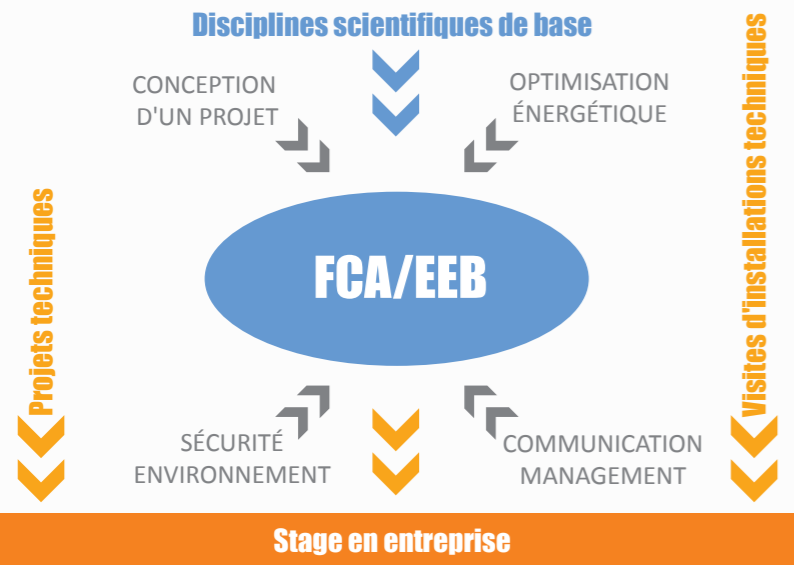 Disciplines scientifiques de base
CONCEPTION
D'UN PROJET
OPTIMISATION
ÉNERGÉTIQUE
Projets techniques
FCA/EEB
Visites d'installations techniques
SÉCURITÉ
ENVIRONNEMENT
COMMUNICATION
MANAGEMENT
Stage en entreprise